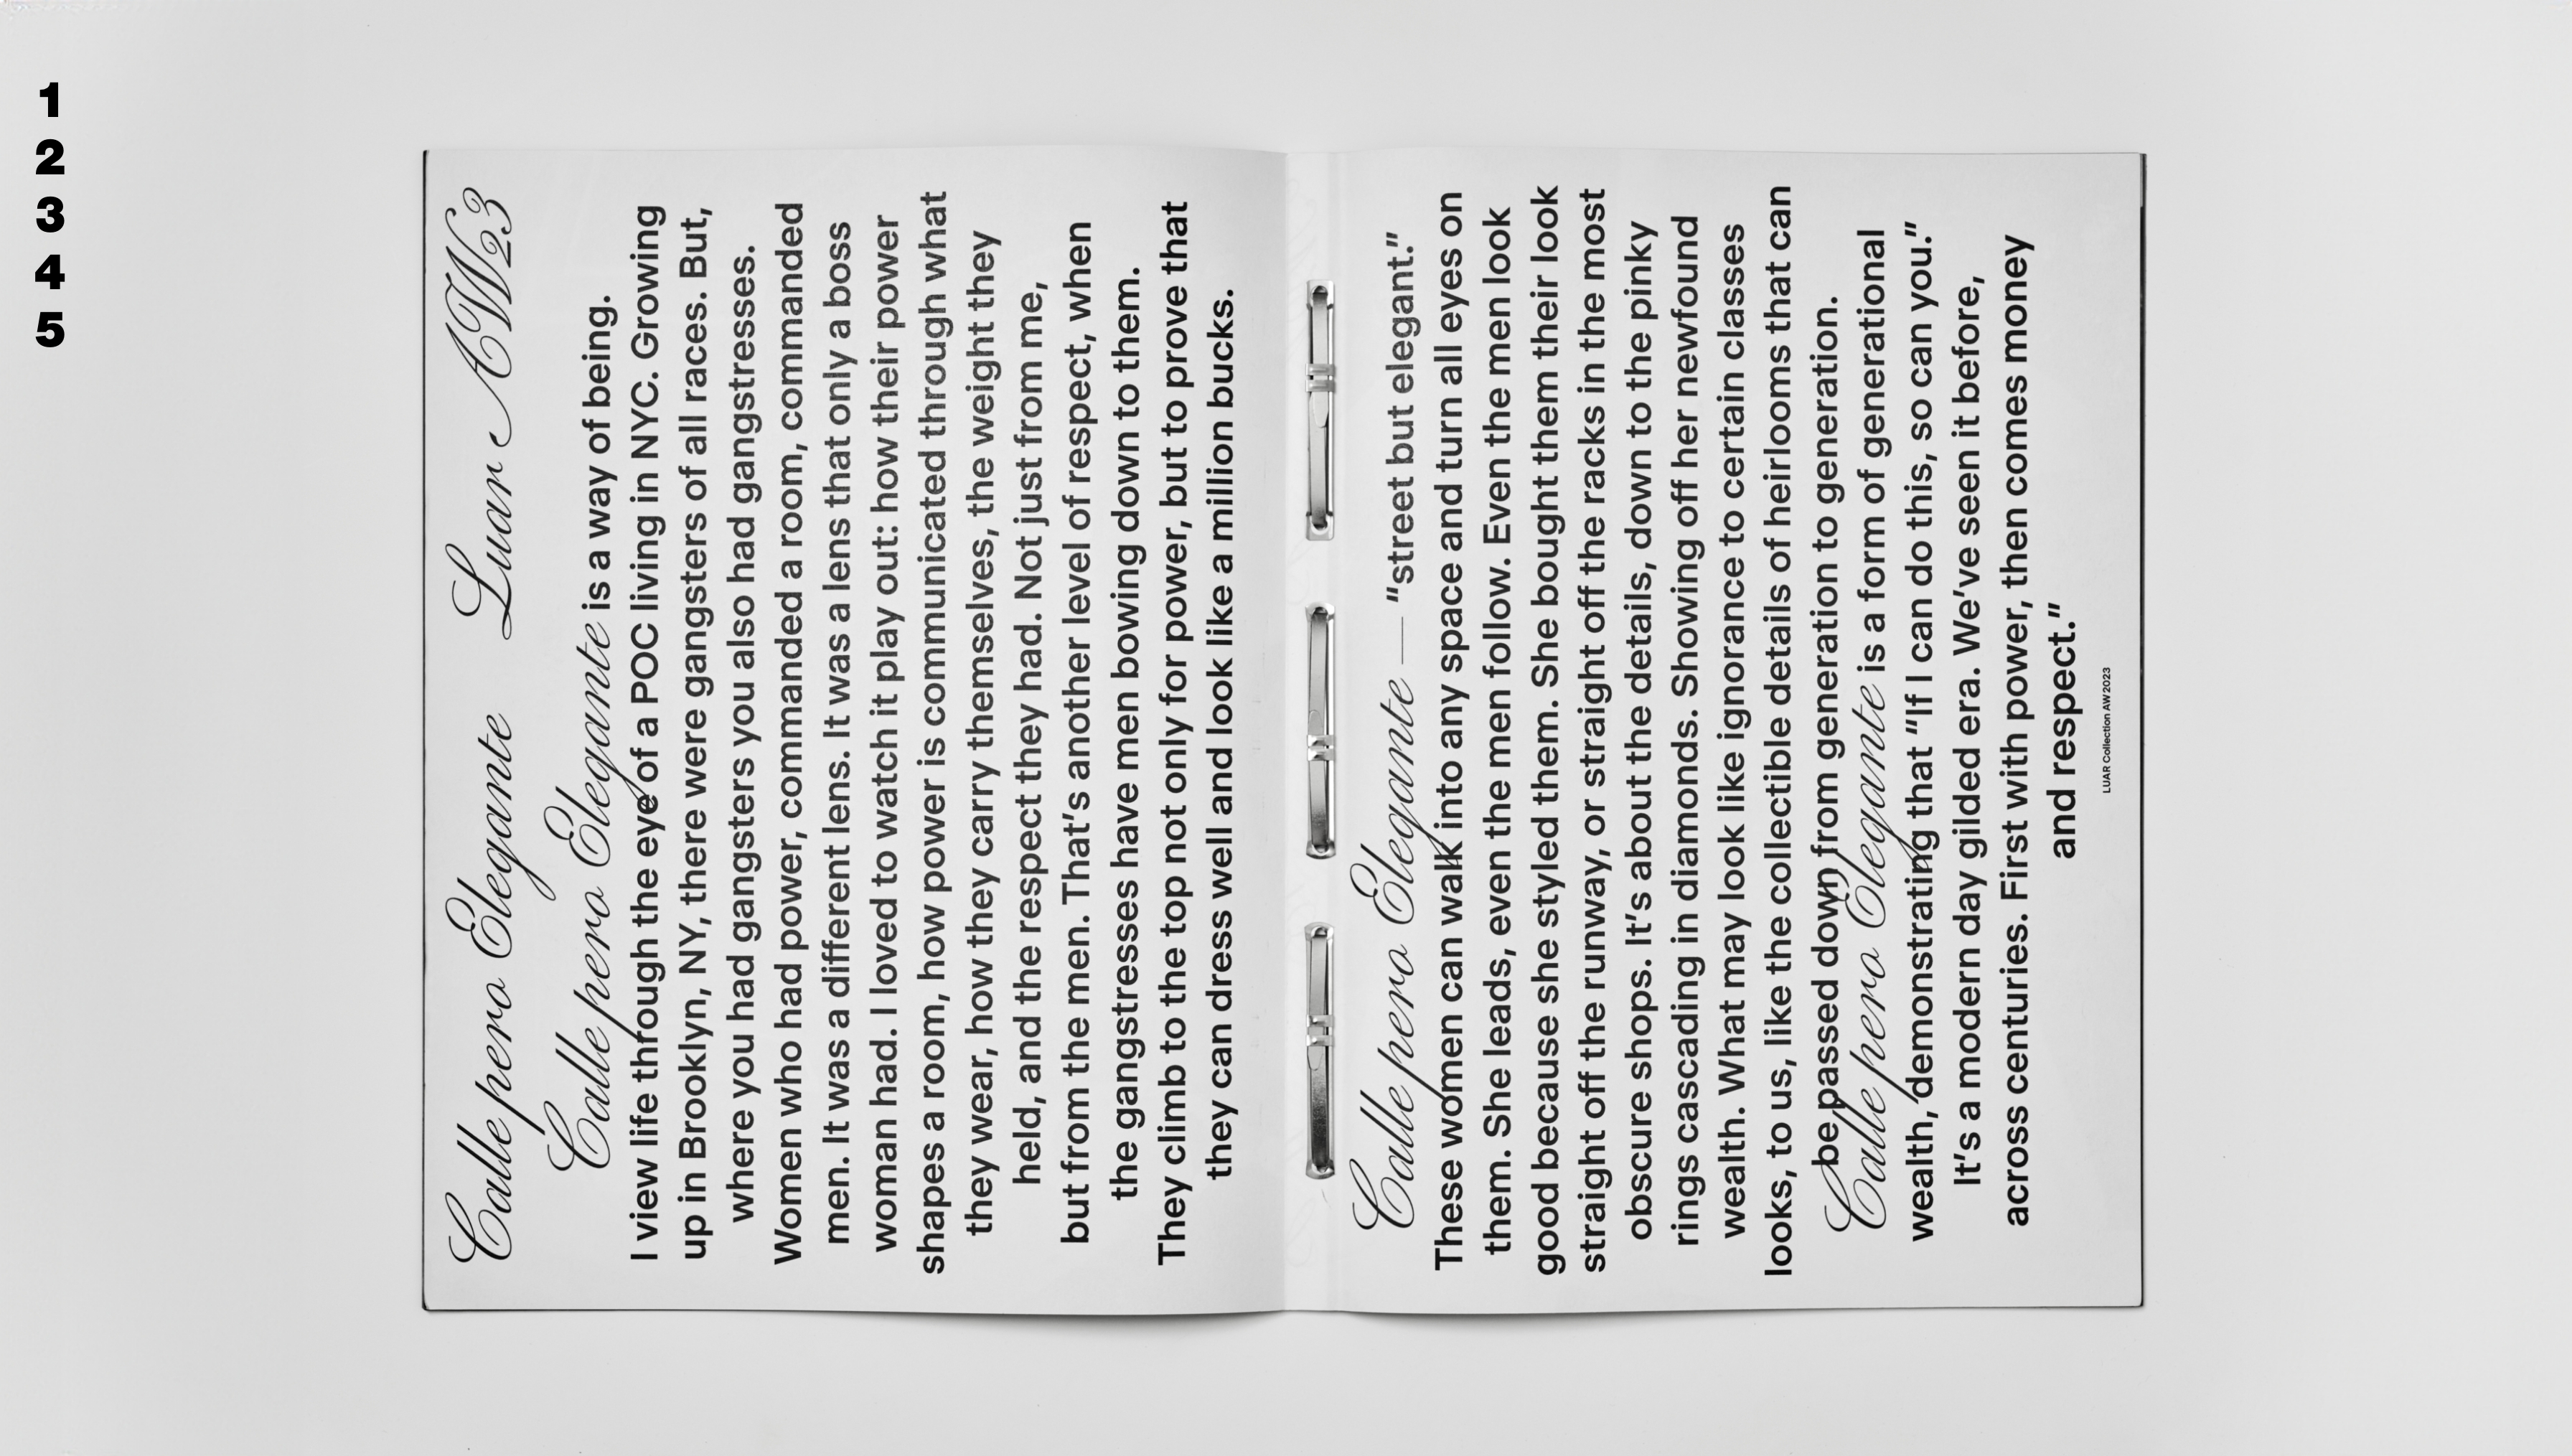 1
2
3
4
5
Calle pero Elegante Luar AW23
Calle pero Elegante is a way of being.
I view life through the eye of a POC living in NYC. Growing
up in Brooklyn, NY, there were gangsters of all races. But,
where you had gangsters you also had gangstresses.
Women who had power, commanded a room, commanded
men. It was a different lens. It was a lens that only a boss
woman had. I loved to watch it play out: how their power
shapes a room, how power is communicated through what
they wear, how they carry themselves, the weight they
held, and the respect they had. Not just from me,
but from the men. That’s another level of respect, when
the gangstresses have men bowing down to them.
They climb to the top not only for power, but to prove that
they can dress well and look like a million bucks.
Calle pero Elegante — “street but elegant.”
These women can walk into any space and turn all eyes on
them. She leads, even the men follow. Even the men look
good because she styled them. She bought them their look
straight off the runway, or straight off the racks in the most
obscure shops. It’s about the details, down to the pinky
rings cascading in diamonds. Showing off her newfound
wealth. What may look like ignorance to certain classes
looks, to us, like the collectible details of heirlooms that can
be passed down from generation to generation.
Calle pero Elegante is a form of generational
wealth, demonstrating that “If I can do this, so can you.”
It’s a modern day gilded era. We’ve seen it before,
across centuries. First with power, then comes money
and respect.”
LUAR Collection AW2023